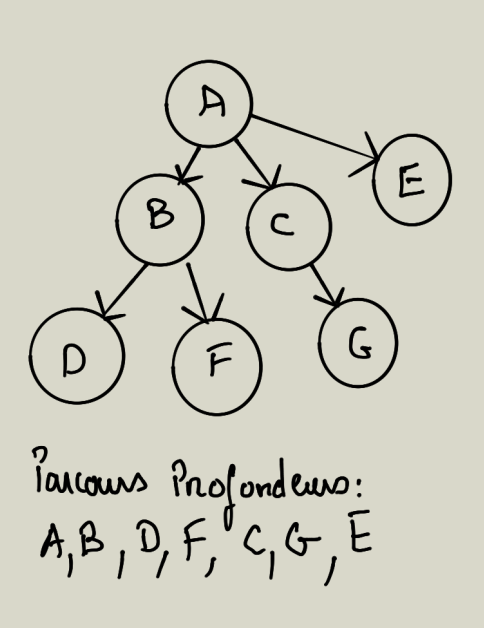 A
E
B C
D F G
Parcours Profondeurs:
A, B, D, F, C, G, E